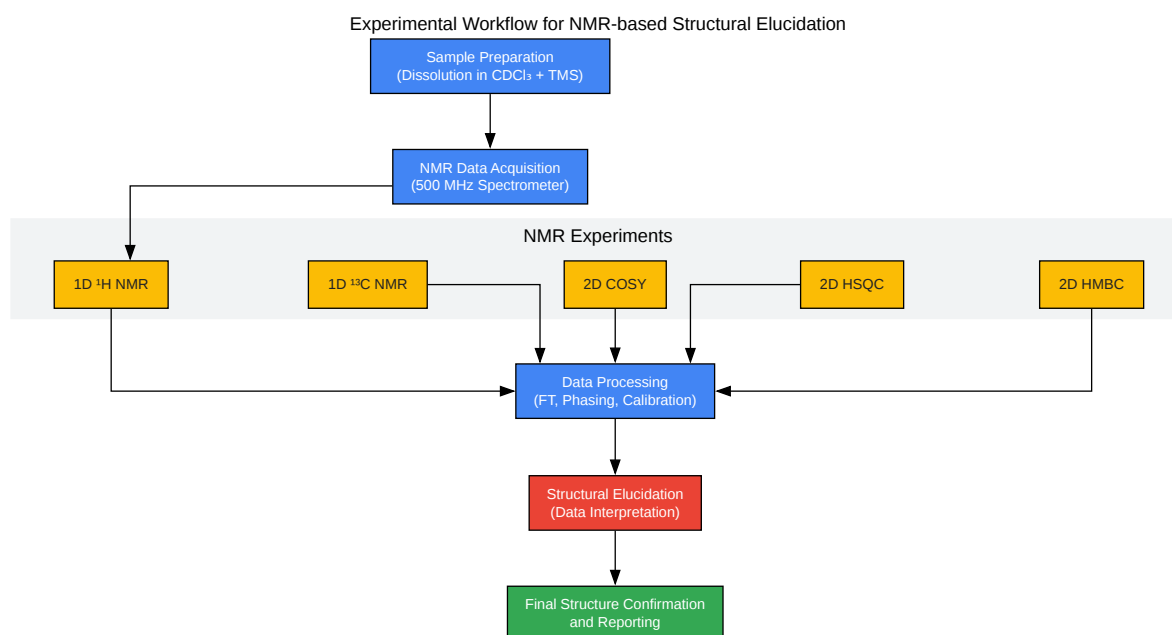 Experimental Workflow for NMR-based Structural Elucidation
Sample Preparation
(Dissolution in CDCl₃ + TMS)
NMR Data Acquisition
(500 MHz Spectrometer)
NMR Experiments
1D ¹H NMR
1D ¹³C NMR
2D COSY
2D HSQC
2D HMBC
Data Processing
(FT, Phasing, Calibration)
Structural Elucidation
(Data Interpretation)
Final Structure Confirmation
and Reporting